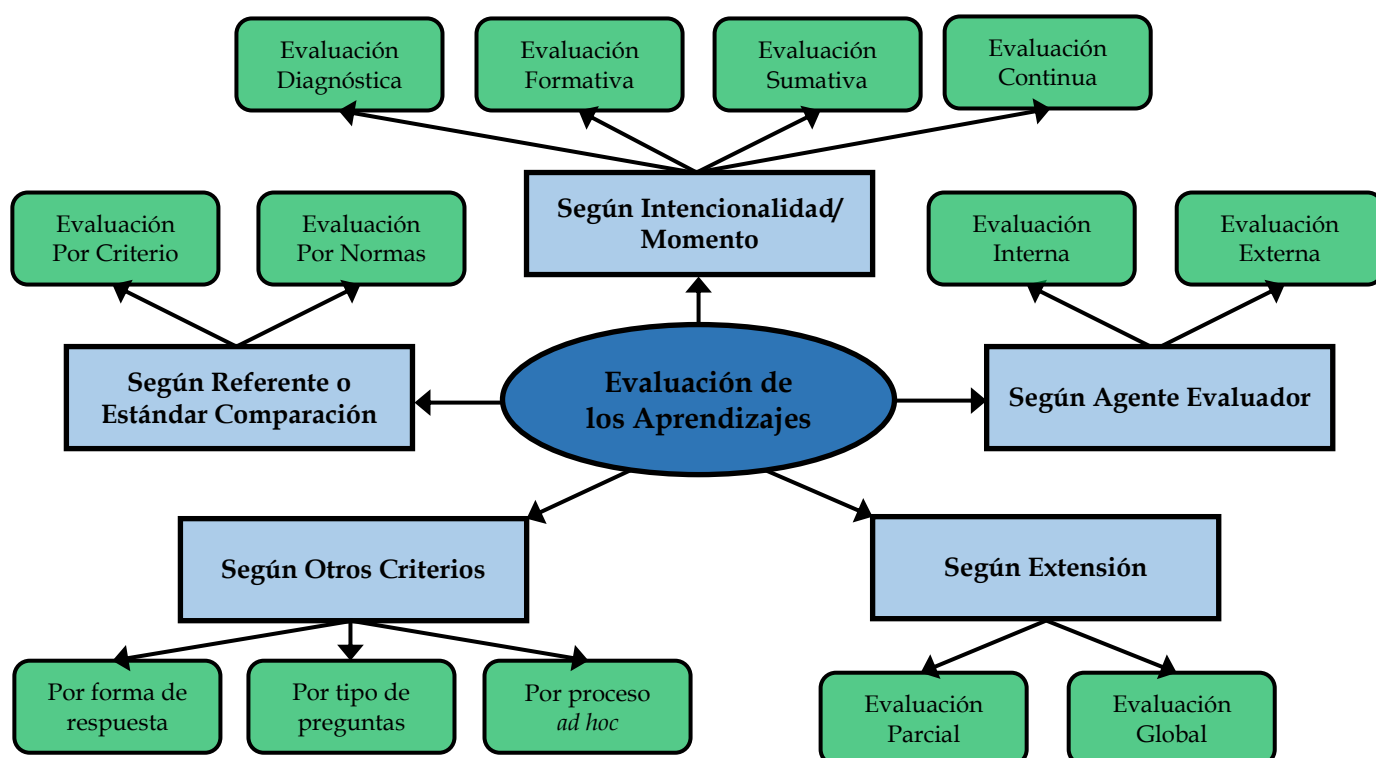 Evaluación
Diagnóstica
Evaluación
Formativa
Evaluación
Sumativa
Evaluación
Continua
Según Intencionalidad/
Momento
Evaluación
Por Criterio
Evaluación
Por Normas
Evaluación
Interna
Evaluación
Externa
Según Referente o
Estándar Comparación
Evaluación de
los Aprendizajes
Según Agente Evaluador
Según Otros Criterios
Según Extensión
Por forma de
respuesta
Por tipo de
preguntas
Por proceso
ad hoc
Evaluación
Parcial
Evaluación
Global